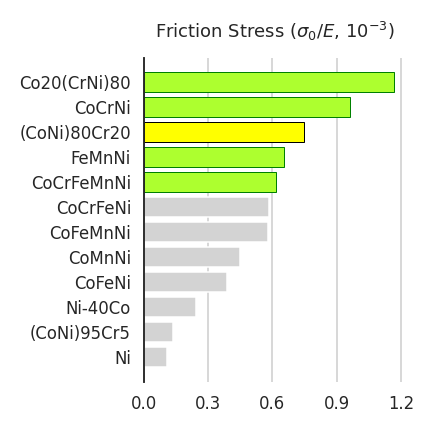 Friction Stress (σ₀/E, 10⁻³)
Co20(CrNi)80
CoCrNi
(CoNi)80Cr20
FeMnNi
CoCrFeMnNi
CoCrFeNi
CoFeMnNi
CoMnNi
CoFeNi
Ni-40Co
(CoNi)95Cr5
Ni
0.0 0.3 0.6 0.9 1.2